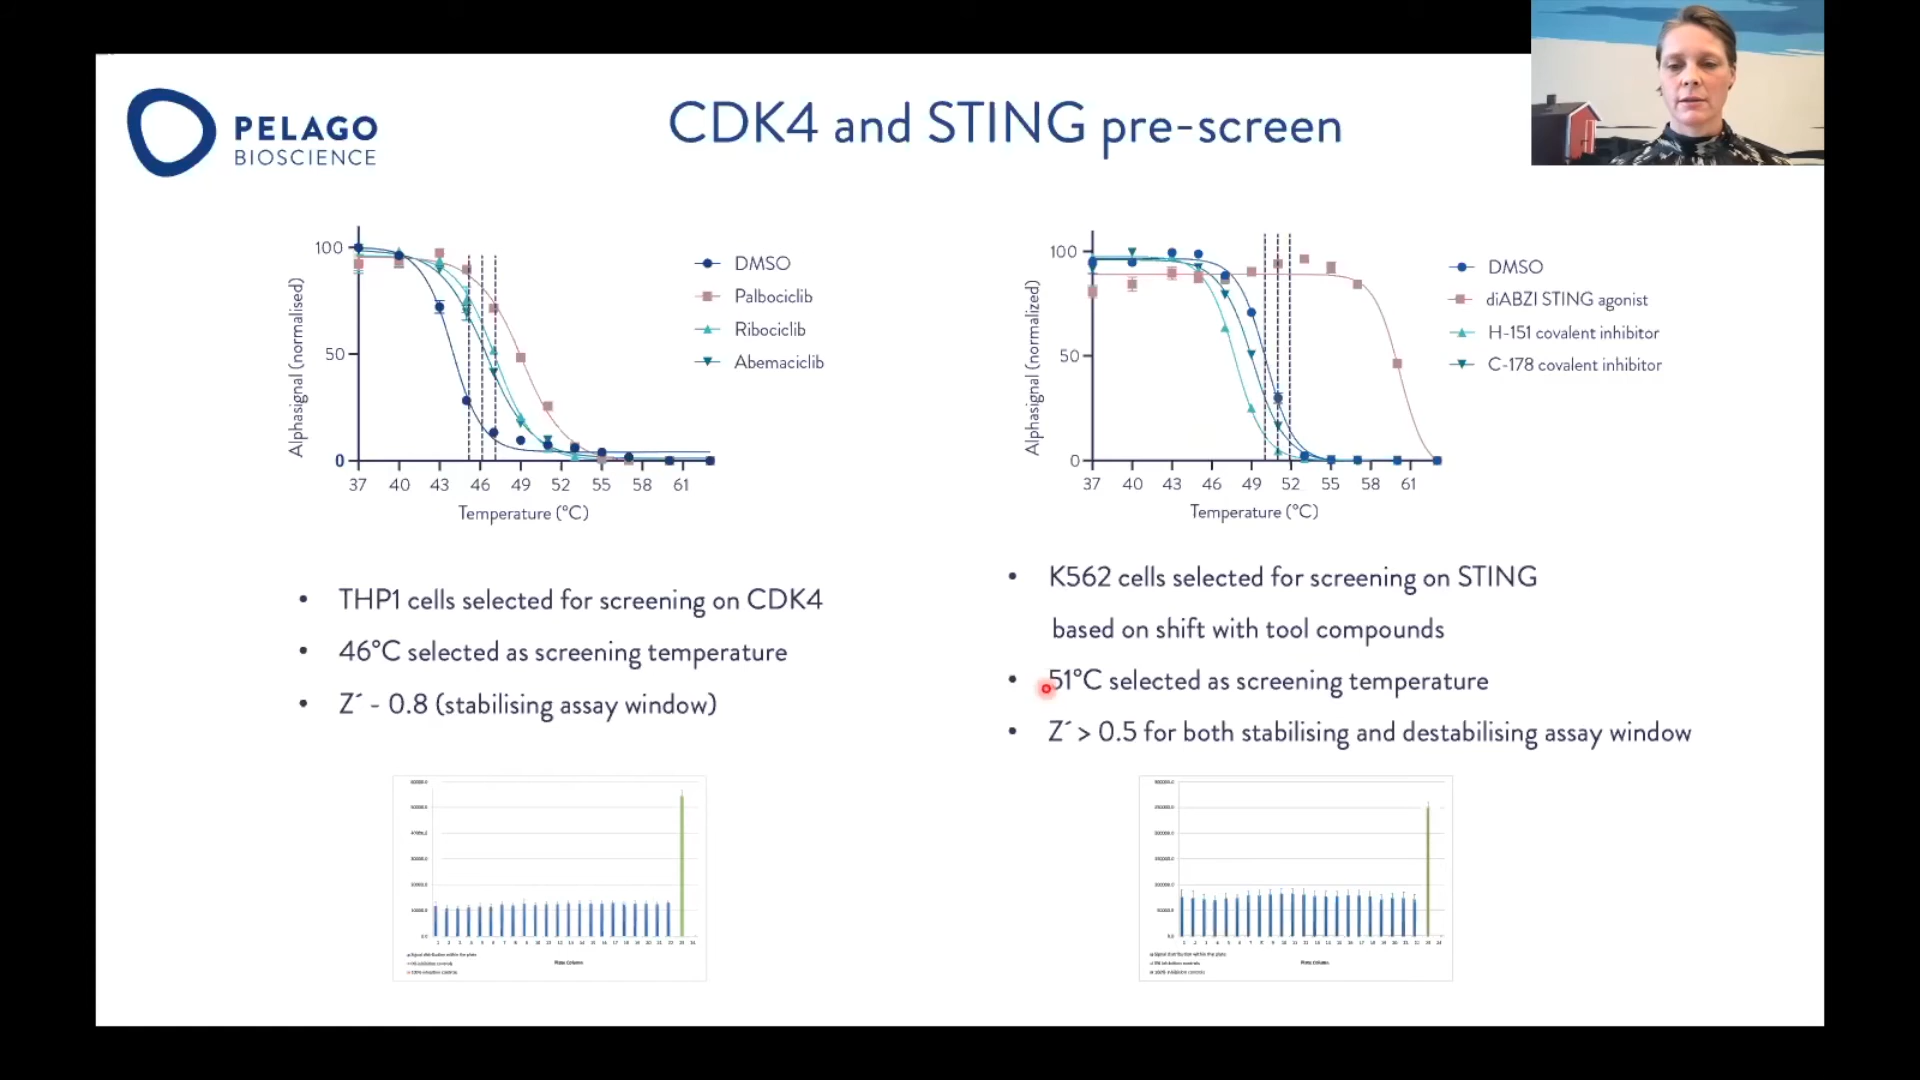 PELAGO
BIOSCIENCE
CDK4 and STING pre-screen
100
50
0
Alphasignal (normalised)
37 40 43 46 49 52 55 58 61
Temperature (°C)
DMSO
Palbociclib
Ribociclib
Abemaciclib
100
50
0
Alphasignal (normalized)
37 40 43 46 49 52 55 58 61
Temperature (°C)
DMSO
diABZI STING agonist
H-151 covalent inhibitor
C-178 covalent inhibitor
• THP1 cells selected for screening on CDK4
• 46°C selected as screening temperature
• Z´ - 0.8 (stabilising assay window)
• K562 cells selected for screening on STING
based on shift with tool compounds
• 51°C selected as screening temperature
• Z´ > 0.5 for both stabilising and destabilising assay window
Plate Column
Plate Column